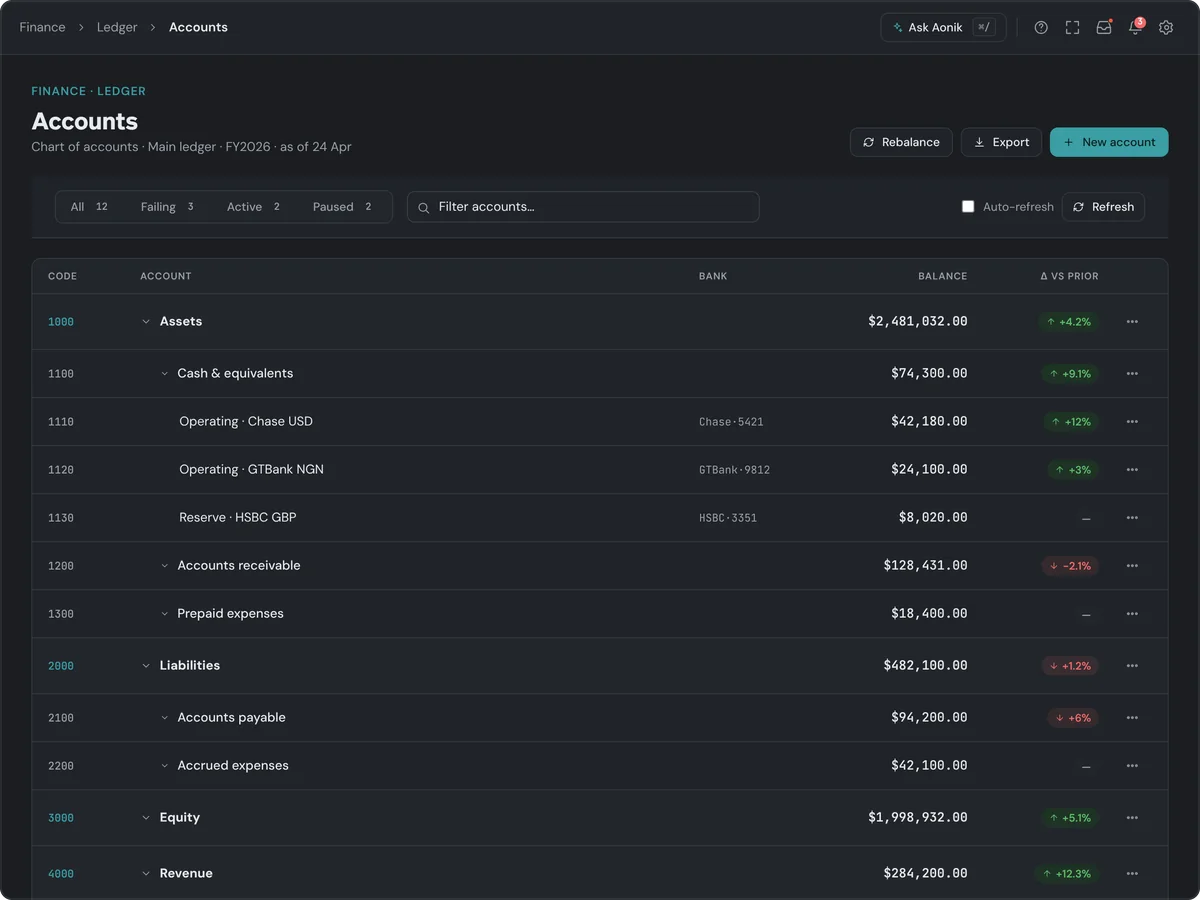 Finance > Ledger > Accounts
Ask Aonik ⌘/
3
FINANCE · LEDGER
Accounts
Chart of accounts · Main ledger · FY2026 · as of 24 Apr
Rebalance
Export
+ New account
All 12 Failing 3 Active 2 Paused 2
Filter accounts...
Auto-refresh
Refresh
CODE ACCOUNT BANK BALANCE Δ VS PRIOR
1000 Assets $2,481,032.00 ↑ +4.2%
1100 Cash & equivalents $74,300.00 ↑ +9.1%
1110 Operating · Chase USD Chase·5421 $42,180.00 ↑ +12%
1120 Operating · GTBank NGN GTBank·9812 $24,100.00 ↑ +3%
1130 Reserve · HSBC GBP HSBC·3351 $8,020.00 —
1200 Accounts receivable $128,431.00 ↓ -2.1%
1300 Prepaid expenses $18,400.00 —
2000 Liabilities $482,100.00 ↓ +1.2%
2100 Accounts payable $94,200.00 ↓ +6%
2200 Accrued expenses $42,100.00 —
3000 Equity $1,998,932.00 ↑ +5.1%
4000 Revenue $284,200.00 ↑ +12.3%